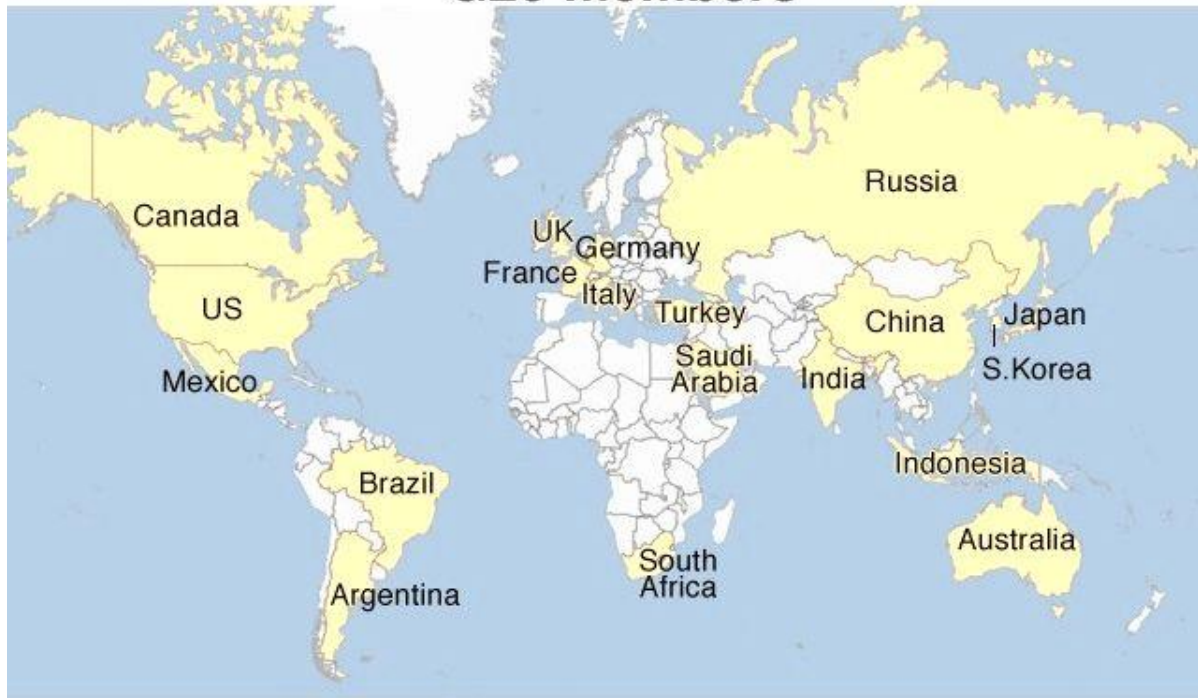 Russia
Canada
UK
Germany
France
Italy
US
Turkey
China
Japan
Saudi
Arabia
S.Korea
Mexico
India
Indonesia
Brazil
Australia
South
Africa
Argentina